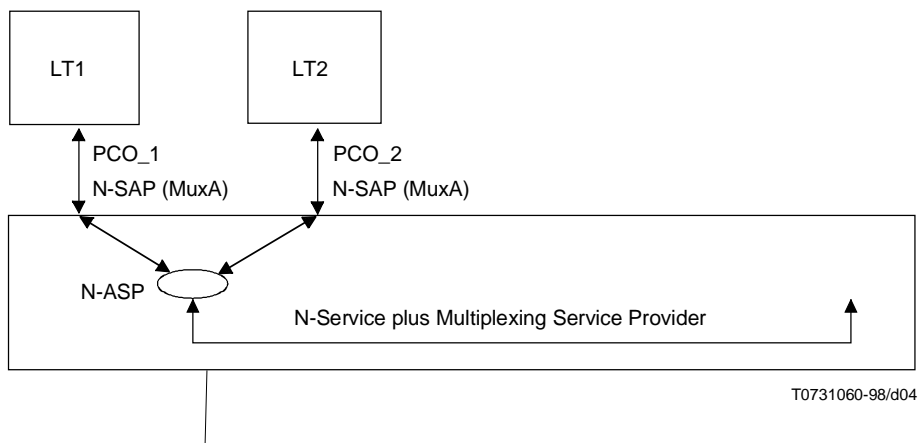 LT1
LT2
PCO_1
PCO_2
N-SAP (MuxA)
N-SAP (MuxA)
N-ASP
N-Service plus Multiplexing Service Provider
T0731060-98/d04